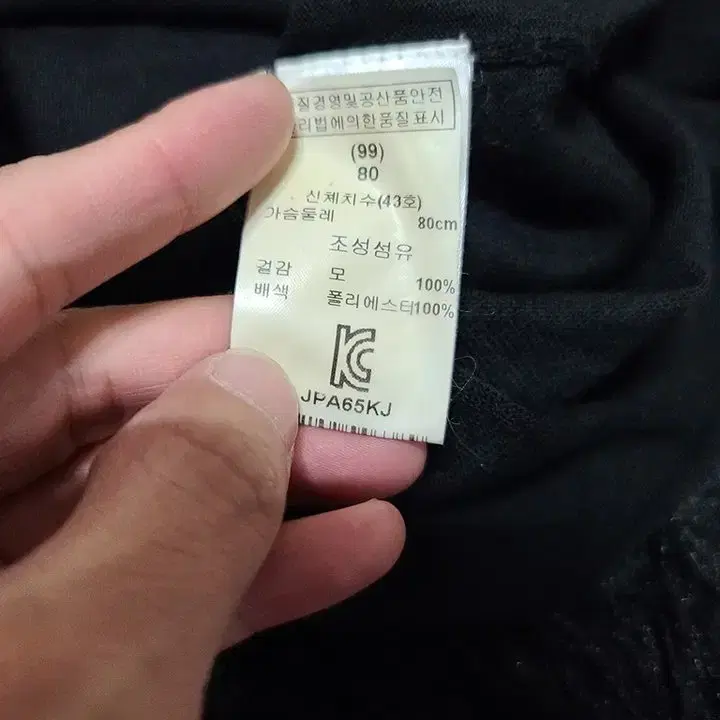 질경영및공산품안전
리법에의한품질표시
(99)
80
신체치수(43호)
가슴둘레 80cm
조성섬유
겉감 모 100%
배색 폴리에스터100%
KC
JPA65KJ